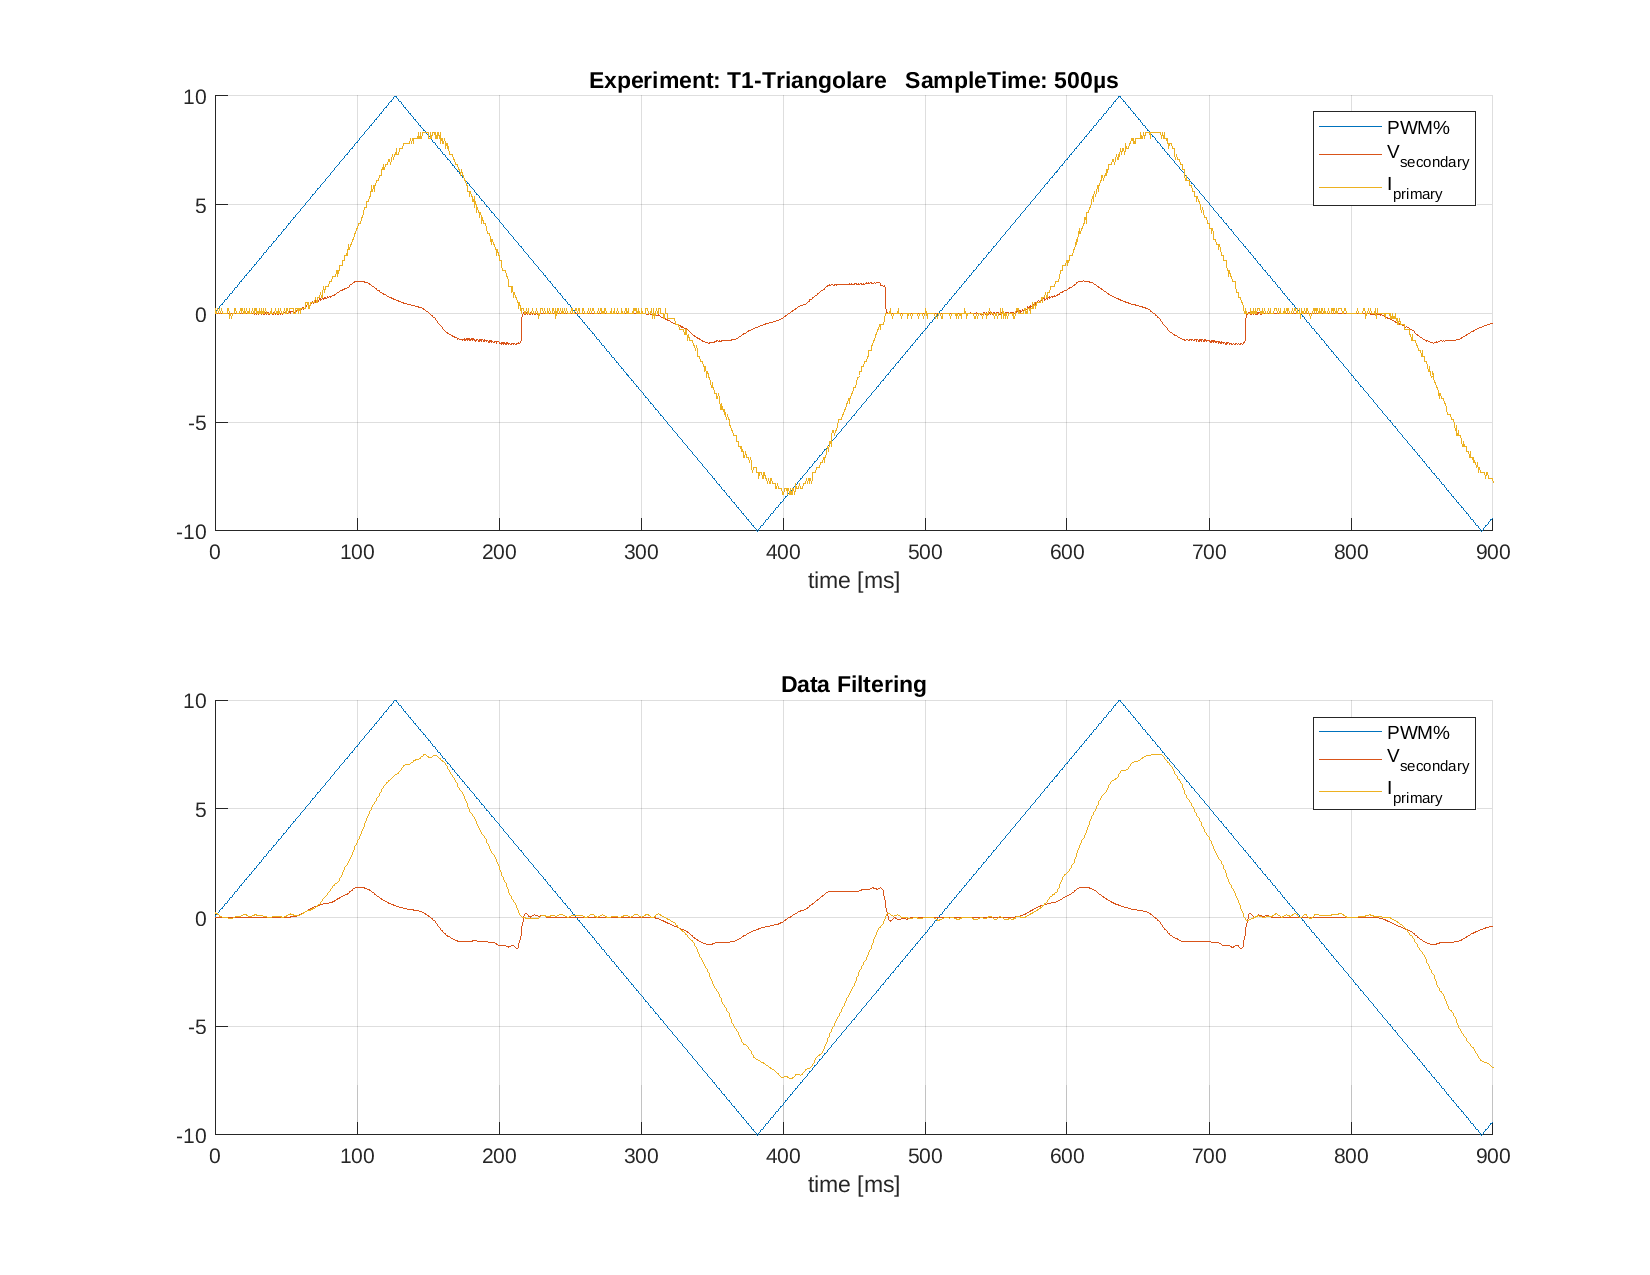 Experiment: T1-Triangolare   SampleTime: 500µs
10
5
0
-5
-10
0 100 200 300 400 500 600 700 800 900
time [ms]
PWM%
Vsecondary
Iprimary
Data Filtering
10
5
0
-5
-10
0 100 200 300 400 500 600 700 800 900
time [ms]
PWM%
Vsecondary
Iprimary